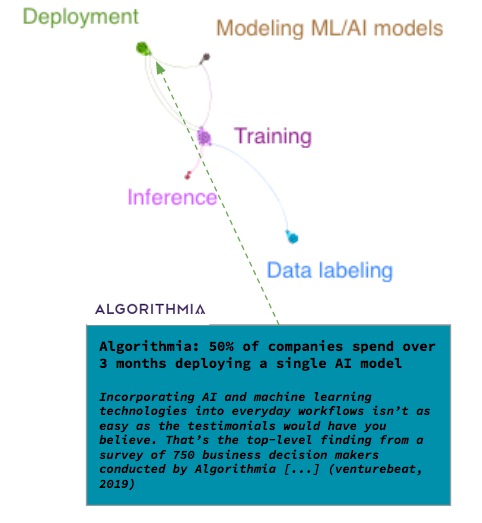 Deployment
Modeling ML/AI models
Training
Inference
Data labeling
ALGORITHMIA
Algorithmia: 50% of companies spend over
3 months deploying a single AI model
Incorporating AI and machine learning
technologies into everyday workflows isn’t as
easy as the testimonials would have you
believe. That’s the top-level finding from a
survey of 750 business decision makers
conducted by Algorithmia [...] (venturebeat,
2019)